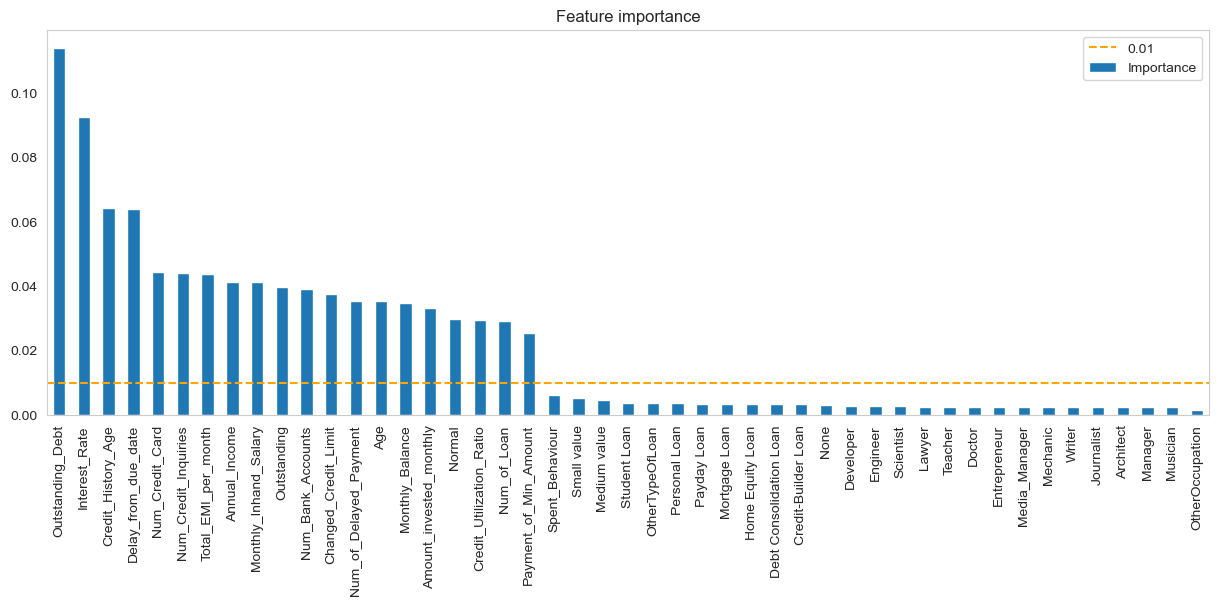 Feature importance
0.01
Importance
0.10
0.08
0.06
0.04
0.02
0.00
Outstanding_Debt
Interest_Rate
Credit_History_Age
Delay_from_due_date
Num_Credit_Card
Num_Credit_Inquiries
Total_EMI_per_month
Annual_Income
Monthly_Inhand_Salary
Outstanding
Num_Bank_Accounts
Changed_Credit_Limit
Num_of_Delayed_Payment
Age
Monthly_Balance
Amount_invested_monthly
Normal
Credit_Utilization_Ratio
Num_of_Loan
Payment_of_Min_Amount
Spent_Behaviour
Small value
Medium value
Student Loan
OtherTypeOfLoan
Personal Loan
Payday Loan
Mortgage Loan
Home Equity Loan
Debt Consolidation Loan
Credit-Builder Loan
None
Developer
Engineer
Scientist
Lawyer
Teacher
Doctor
Entrepreneur
Media_Manager
Mechanic
Writer
Journalist
Architect
Manager
Musician
OtherOccupation